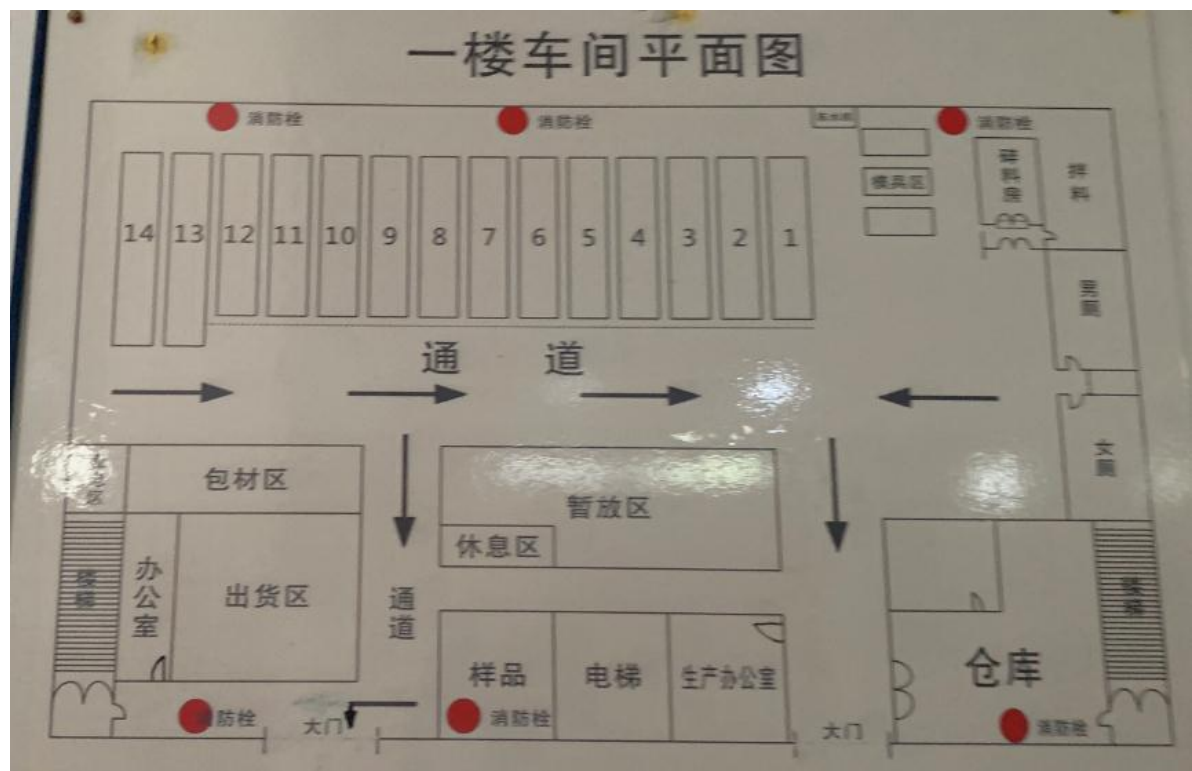 一楼车间平面图
消防栓
消防栓
消防栓
碎料房
拌料
模具区
14 13 12 11 10 9 8 7 6 5 4 3 2 1
男厕
通道
女厕
包材区
暂放区
休息区
楼梯
办公室
出货区
通道
楼梯
仓库
样品
电梯
生产办公室
消防栓
大门
消防栓
大门
消防栓